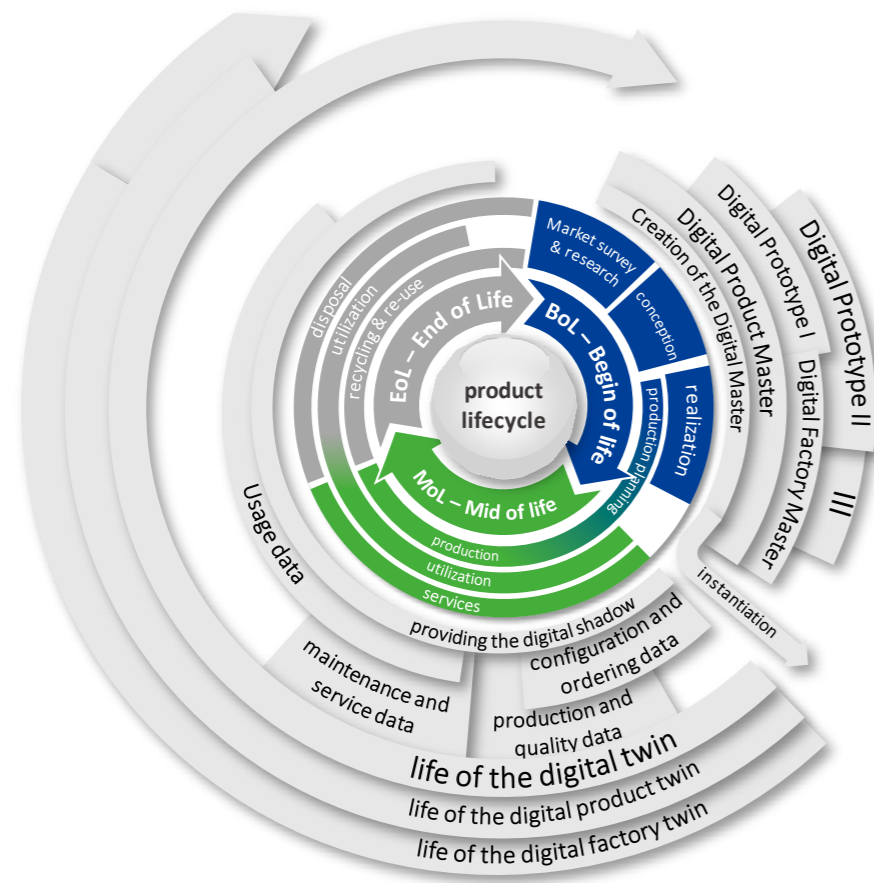 product
lifecycle
BoL – Begin of life
MoL – Mid of life
EoL – End of Life
Market survey
& research
conception
realization
production planning
production
utilization
services
recycling & re-use
utilization
disposal
Creation of the Digital Master
Digital Product Master
Digital Prototype I
Digital Factory Master
Digital Prototype II
III
instantiation
providing the digital shadow
configuration and
ordering data
production and
quality data
maintenance and
service data
Usage data
life of the digital twin
life of the digital product twin
life of the digital factory twin